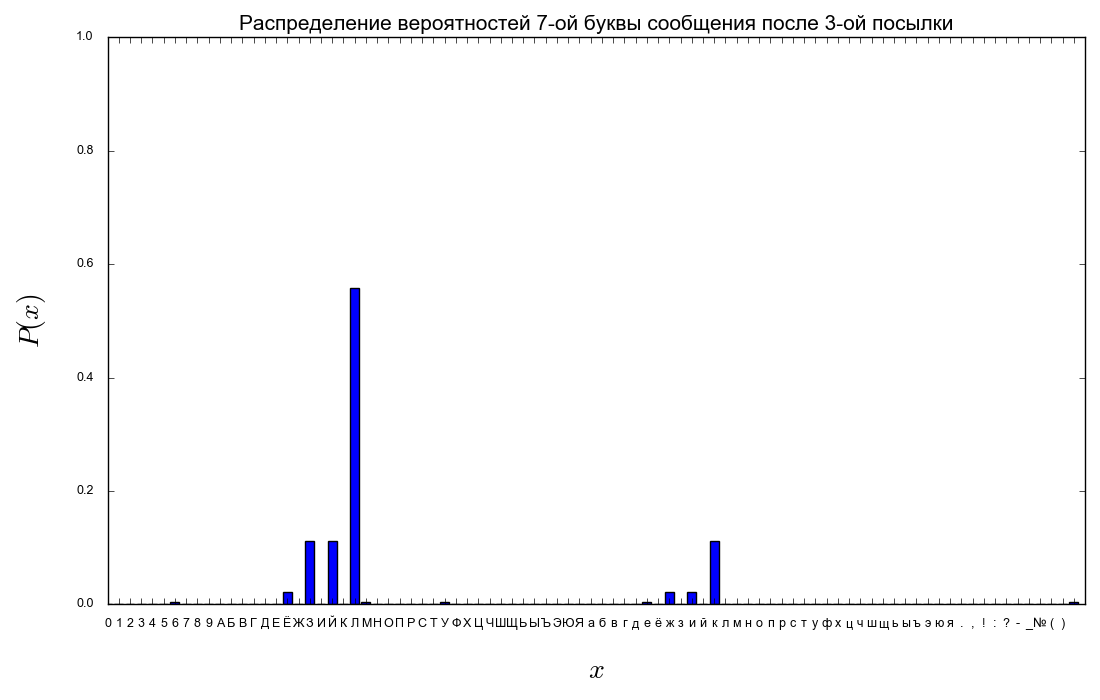 Распределение вероятностей 7-ой буквы сообщения после 3-ой посылки
1.0
0.8
0.6
0.4
0.2
0.0
P(x)
0 1 2 3 4 5 6 7 8 9 А Б В Г Д Е Ё Ж З И Й К Л М Н О П Р С Т У Ф Х Ц Ч Ш Щ Ь Ы Ъ Э Ю Я а б в г д е ё ж з и й к л м н о п р с т у ф х ц ч ш щ ь ы ъ э ю я . , ! : ? - _ № ( )
x